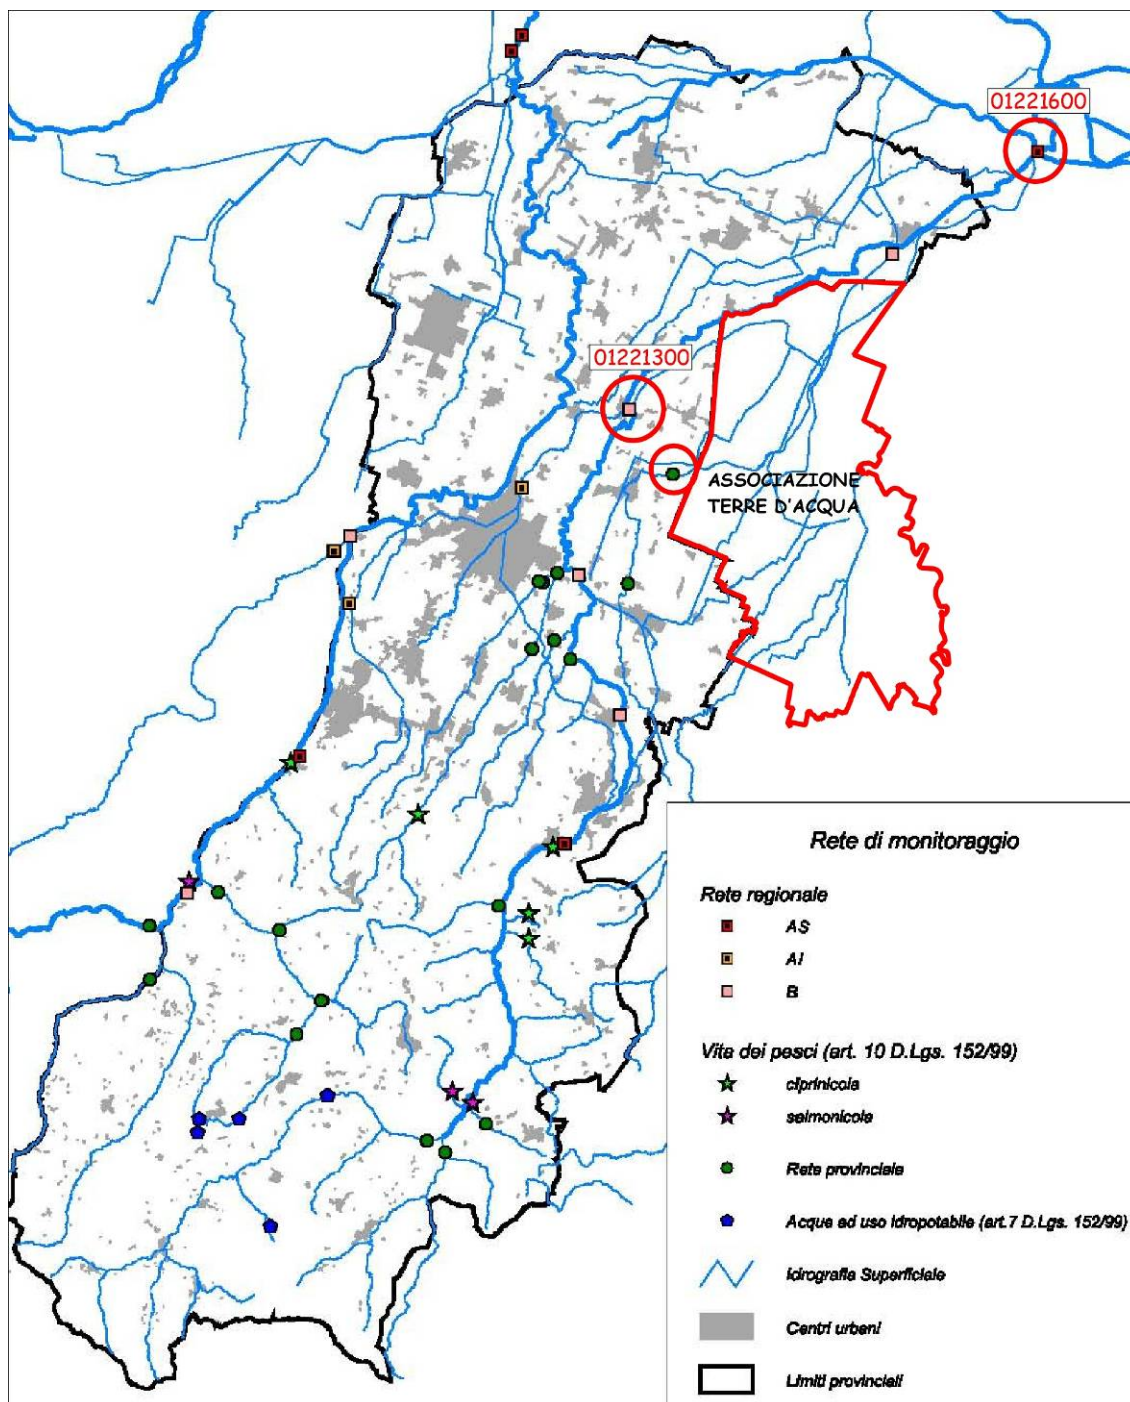 01221600
01221300
ASSOCIAZIONE
TERRE D'ACQUA
Rete di monitoraggio
Rete regionale
AS
AI
B
Vita dei pesci (art. 10 D.Lgs. 152/99)
ciprinicola
salmonicola
Rete provinciale
Acque ad uso idropotabile (art.7 D.Lgs. 152/99)
Idrografia Superficiale
Centri urbani
Limiti provinciali